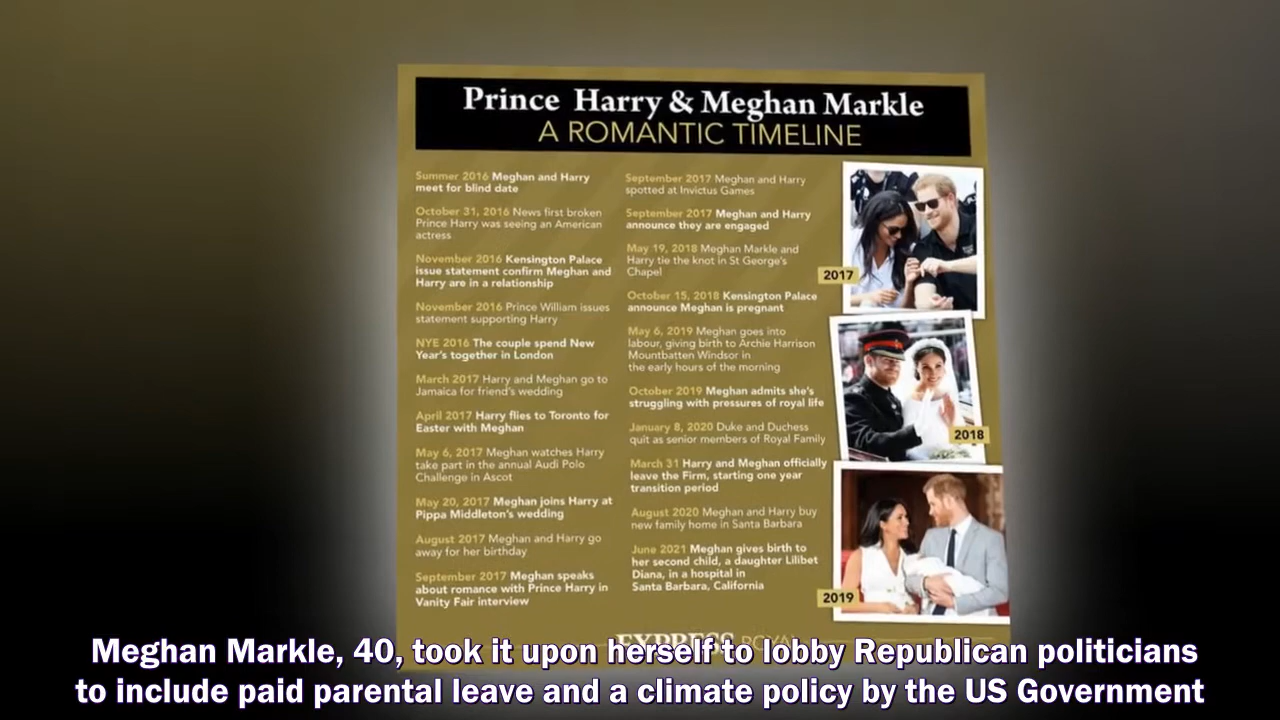 Prince Harry & Meghan Markle
A ROMANTIC TIMELINE
Summer 2016 Meghan and Harry
meet for blind date
October 31, 2016 News first broken
Prince Harry was seeing an American
actress
November 2016 Kensington Palace
issue statement confirm Meghan and
Harry are in a relationship
November 2016 Prince William issues
statement supporting Harry
NYE 2016 The couple spend New
Year's together in London
March 2017 Harry and Meghan go to
Jamaica for friend's wedding
April 2017 Harry flies to Toronto for
Easter with Meghan
May 6, 2017 Meghan watches Harry
take part in the annual Audi Polo
Challenge in Ascot
May 20, 2017 Meghan joins Harry at
Pippa Middleton's wedding
August 2017 Meghan and Harry go
away for her birthday
September 2017 Meghan speaks
about romance with Prince Harry in
Vanity Fair interview
September 2017 Meghan and Harry
spotted at Invictus Games
September 2017 Meghan and Harry
announce they are engaged
May 19, 2018 Meghan Markle and
Harry tie the knot in St George's
Chapel
October 15, 2018 Kensington Palace
announce Meghan is pregnant
May 6, 2019 Meghan goes into
labour, giving birth to Archie Harrison
Mountbatten Windsor in
the early hours of the morning
October 2019 Meghan admits she's
struggling with pressures of royal life
January 8, 2020 Duke and Duchess
quit as senior members of Royal Family
March 31 Harry and Meghan officially
leave the Firm, starting one year
transition period
August 2020 Meghan and Harry buy
new family home in Santa Barbara
June 2021 Meghan gives birth to
her second child, a daughter Lilibet
Diana, in a hospital in
Santa Barbara, California
2017
2018
2019
EXPRESS ROYAL
Meghan Markle, 40, took it upon herself to lobby Republican politicians
to include paid parental leave and a climate policy by the US Government